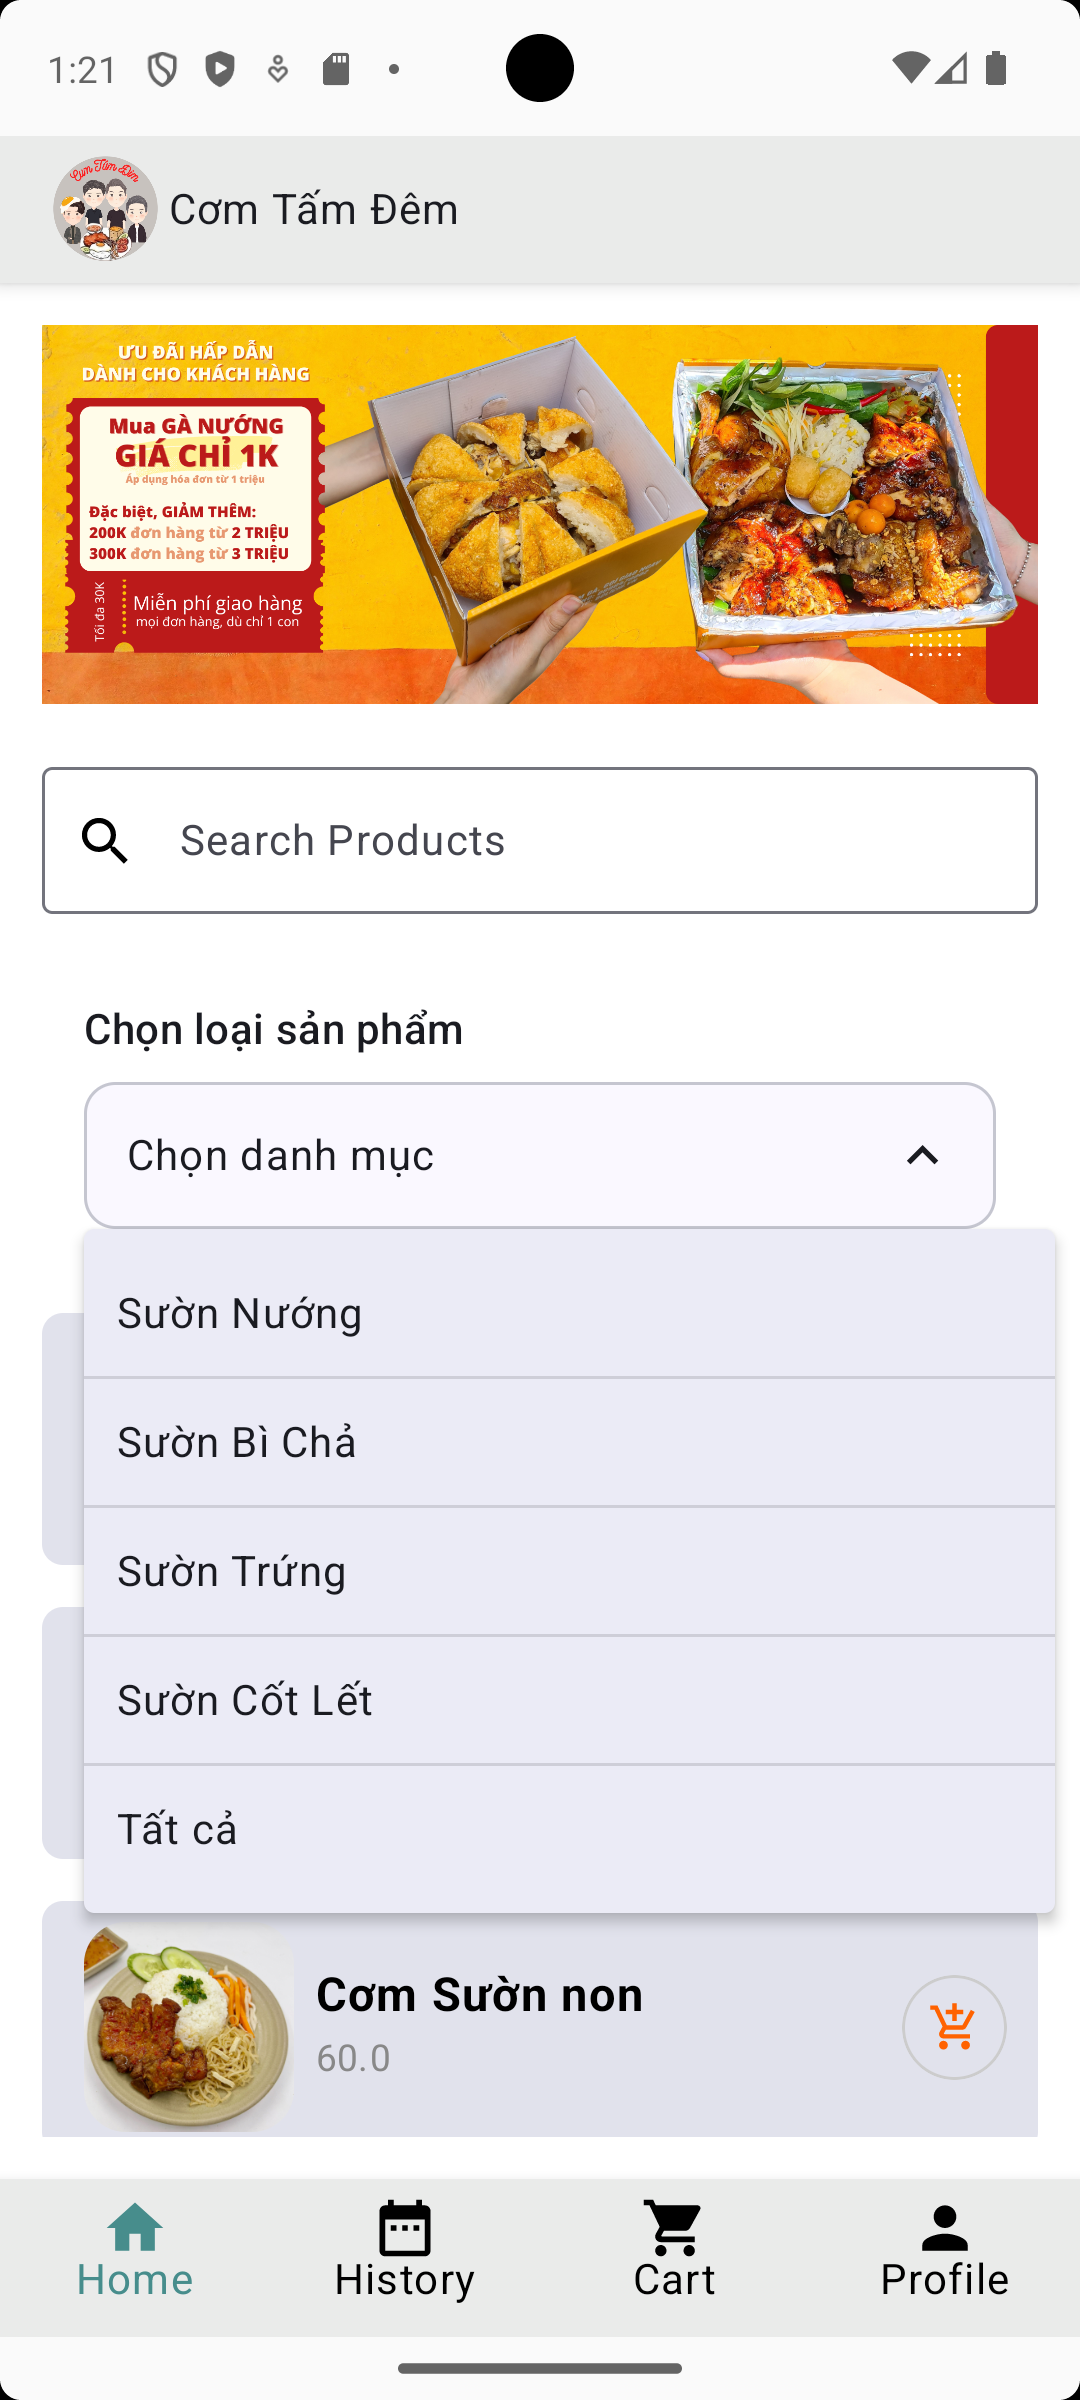 1:21
Cơm Tấm Đêm
Cơm Tấm Đêm
ƯU ĐÃI HẤP DẪN
DÀNH CHO KHÁCH HÀNG
Mua GÀ NƯỚNG
GIÁ CHỈ 1K
Áp dụng hóa đơn từ 1 triệu
Đặc biệt, GIẢM THÊM:
200K đơn hàng từ 2 TRIỆU
300K đơn hàng từ 3 TRIỆU
Tối đa 30K
Miễn phí giao hàng
mọi đơn hàng, dù chỉ 1 con
Search Products
Chọn loại sản phẩm
Chọn danh mục
Sườn Nướng
Sườn Bì Chả
Sườn Trứng
Sườn Cốt Lết
Tất cả
Cơm Sườn non
60.0
Home
History
Cart
Profile